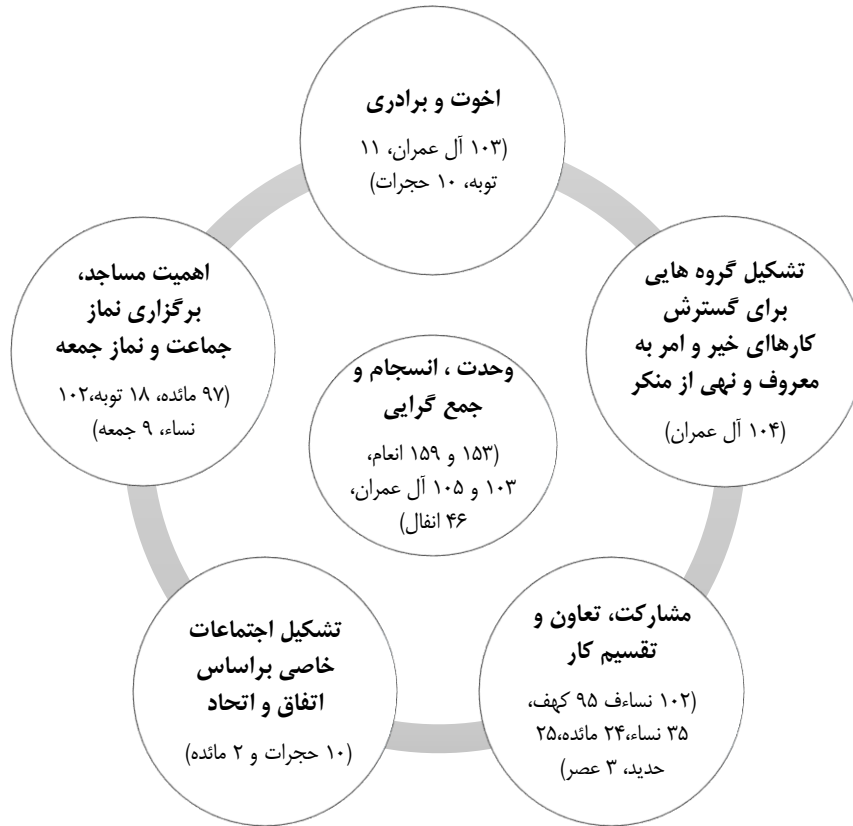 اخوت و برادری
(۱۰۳ آل عمران، ۱۱
توبه، ۱۰ حجرات)
تشکیل گروه هایی
برای گسترش
کارهاای خیر و امر به
معروف و نهی از منکر
(۱۰۴ آل عمران)
اهمیت مساجد،
برگزاری نماز
جماعت و نماز جمعه
(۹۷ مائده، ۱۸ توبه،۱۰۲
نساء، ۹ جمعه)
وحدت ، انسجام و
جمع گرایی
(۱۵۳ و ۱۵۹ انعام،
۱۰۳ و ۱۰۵ آل عمران،
۴۶ انفال)
مشارکت، تعاون و
تقسیم کار
(۱۰۲ نساءف ۹۵ کهف،
۳۵ نساء،۲۴ مائده،۲۵
حدید، ۳ عصر)
تشکیل اجتماعات
خاصی براساس
اتفاق و اتحاد
(۱۰ حجرات و ۲ مائده)